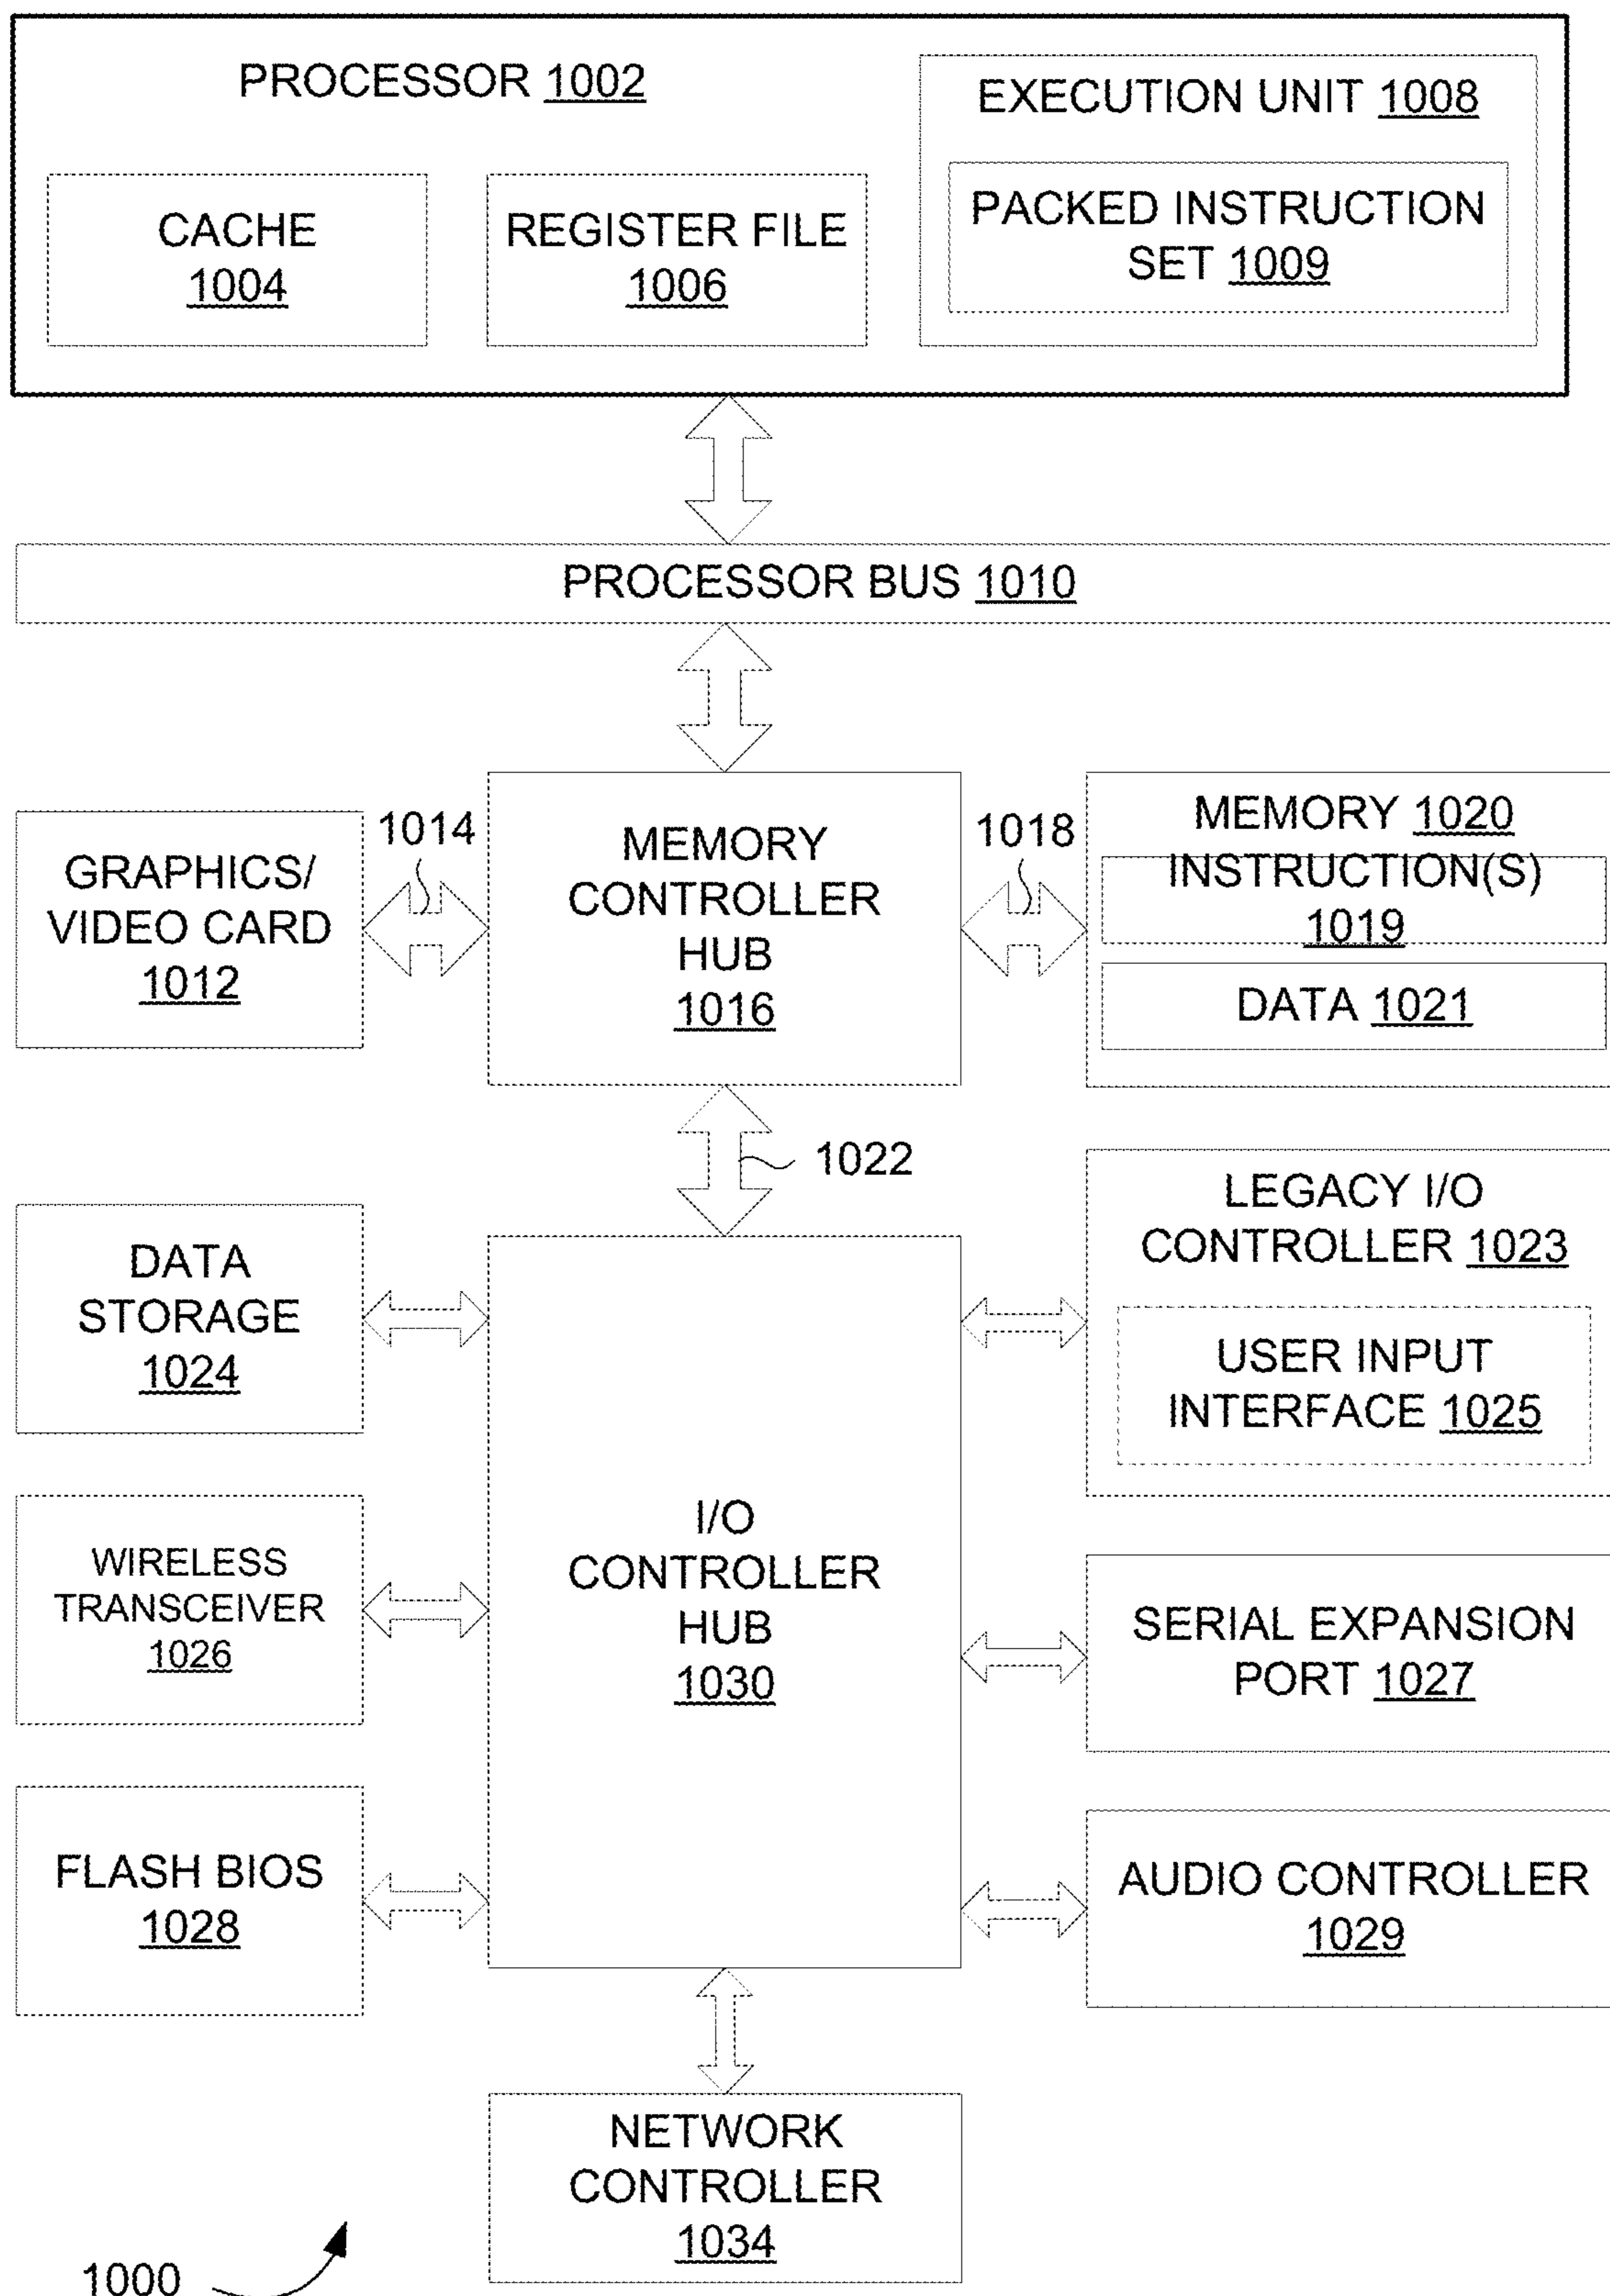 PROCESSOR 1002
EXECUTION UNIT 1008
CACHE
1004
REGISTER FILE
1006
PACKED INSTRUCTION
SET 1009
PROCESSOR BUS 1010
GRAPHICS/
VIDEO CARD
1012
1014
MEMORY
CONTROLLER
HUB
1016
1018
MEMORY 1020
INSTRUCTION(S)
1019
DATA 1021
1022
DATA
STORAGE
1024
LEGACY I/O
CONTROLLER 1023
USER INPUT
INTERFACE 1025
WIRELESS
TRANSCEIVER
1026
I/O
CONTROLLER
HUB
1030
SERIAL EXPANSION
PORT 1027
FLASH BIOS
1028
AUDIO CONTROLLER
1029
NETWORK
CONTROLLER
1034
1000